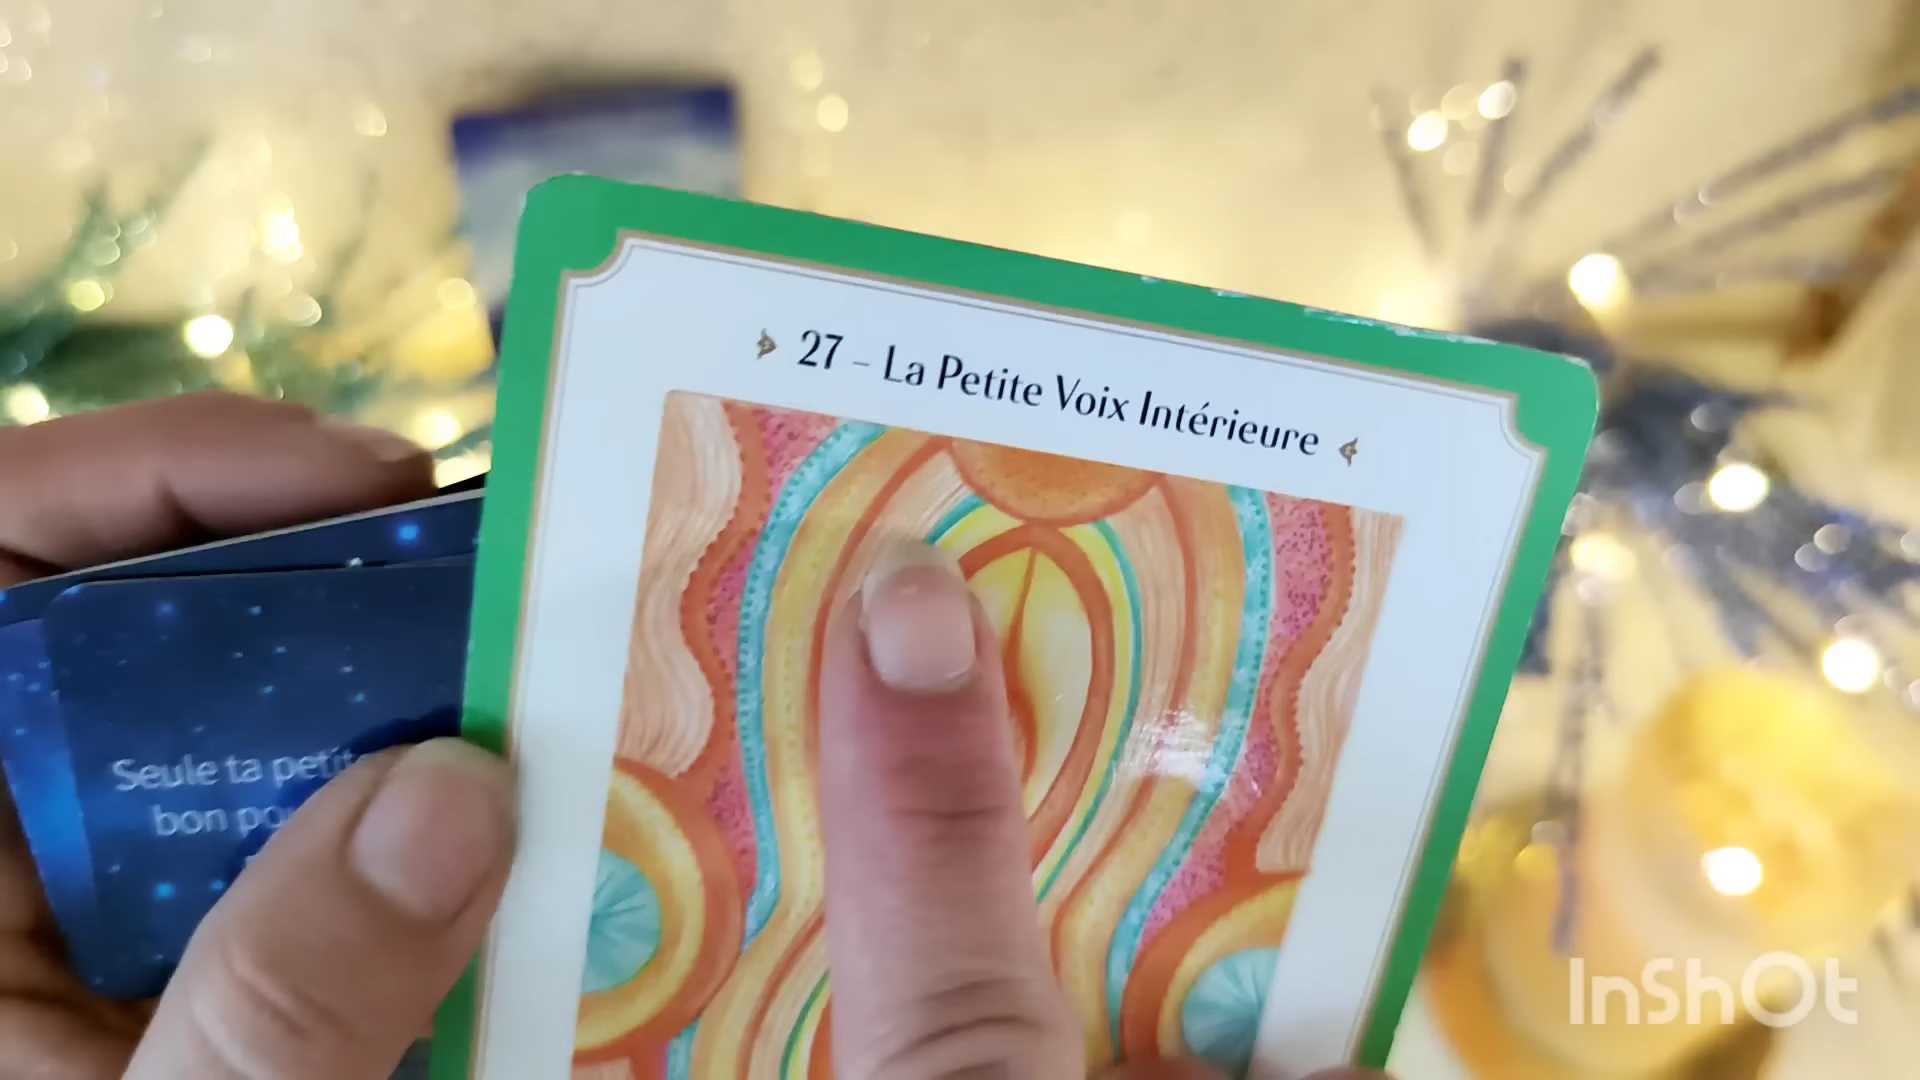 27 – La Petite Voix Intérieure
Seule ta petit
bon po
InShOt